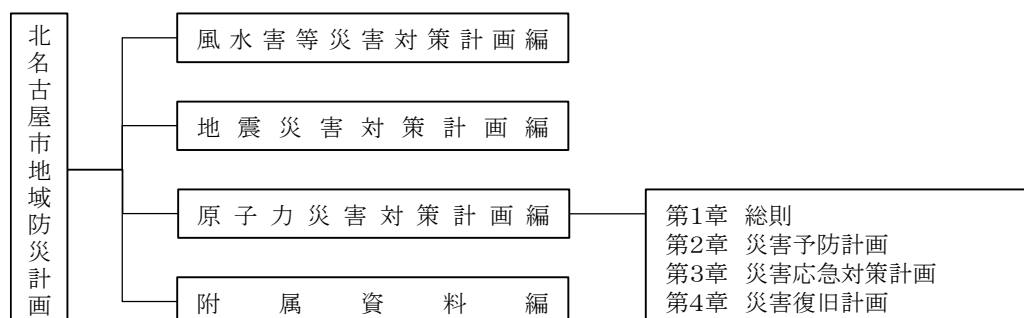 北名古屋市地域防災計画
風水害等災害対策計画編
地震災害対策計画編
原子力災害対策計画編
第1章 総則
第2章 災害予防計画
第3章 災害応急対策計画
第4章 災害復旧計画
附属資料編